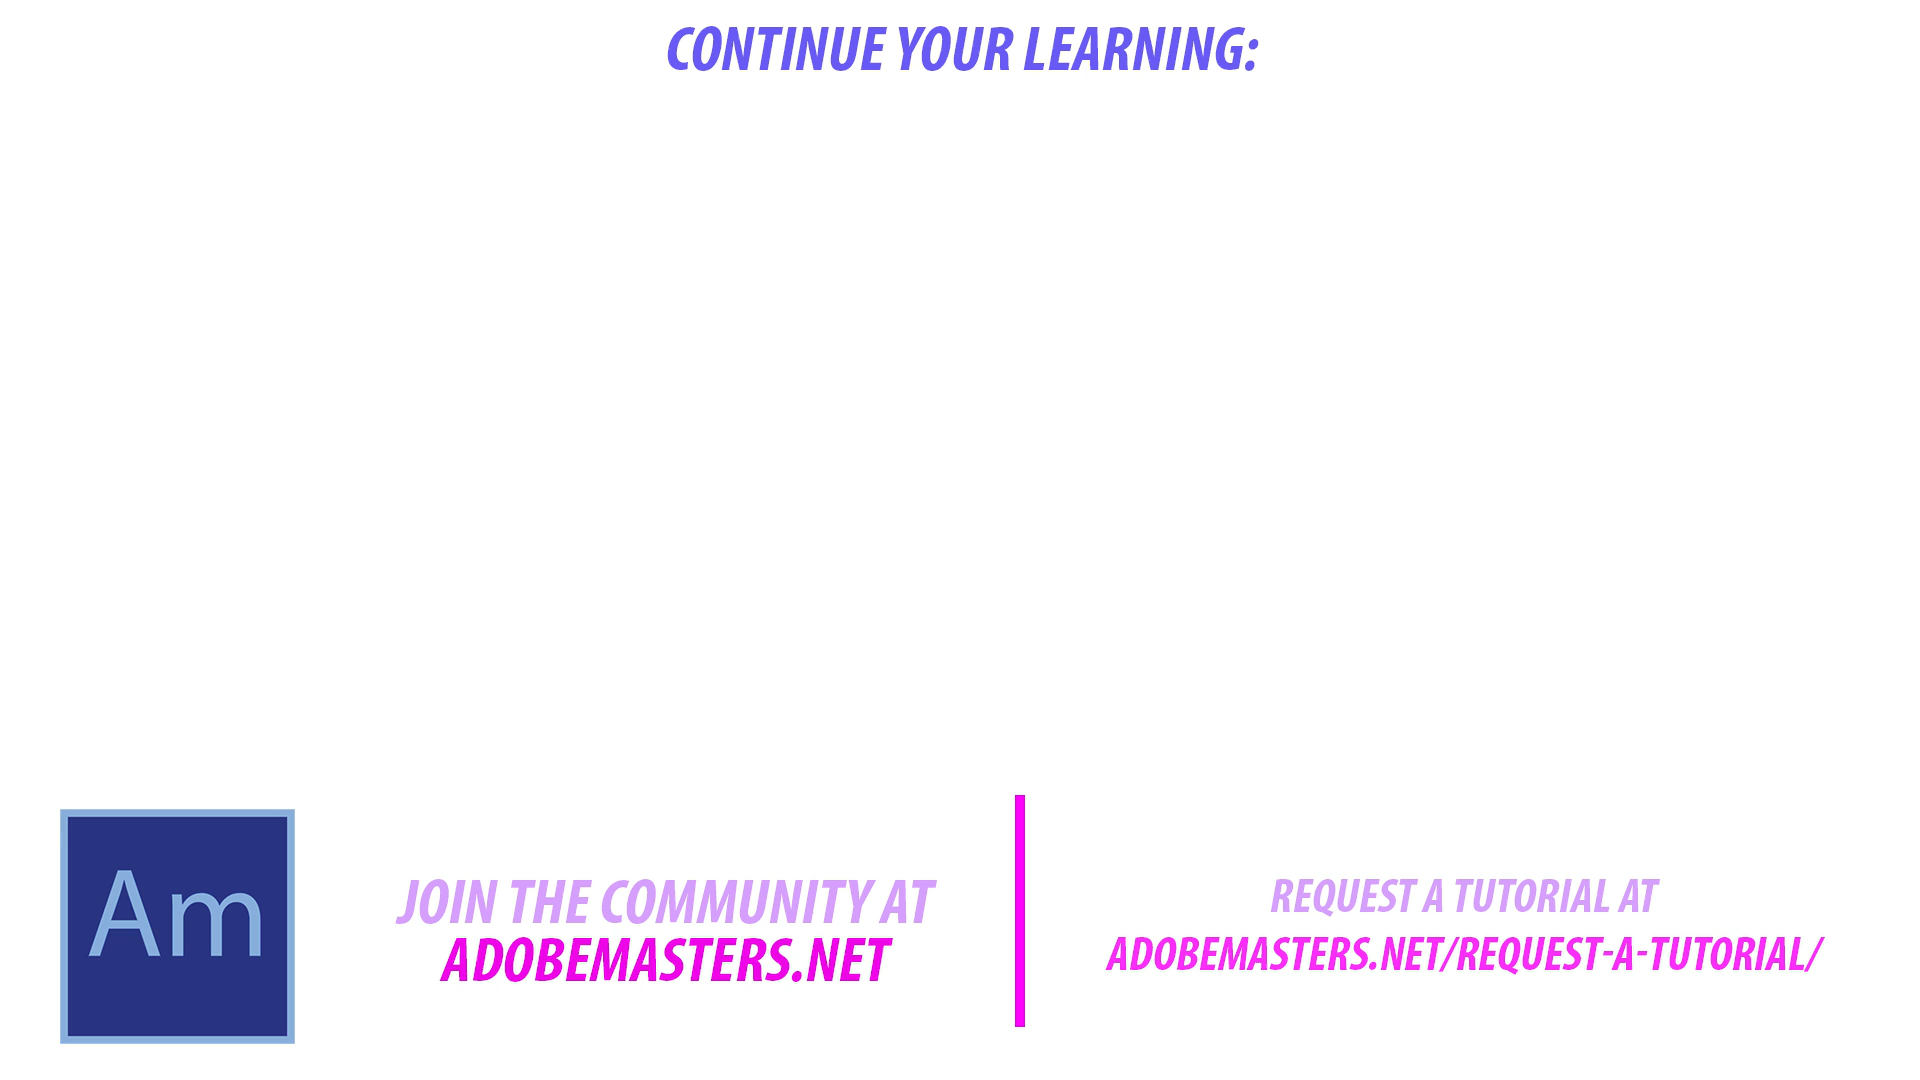 CONTINUE YOUR LEARNING:
Am
JOIN THE COMMUNITY AT
ADOBEMASTERS.NET
REQUEST A TUTORIAL AT
ADOBEMASTERS.NET/REQUEST-A-TUTORIAL/